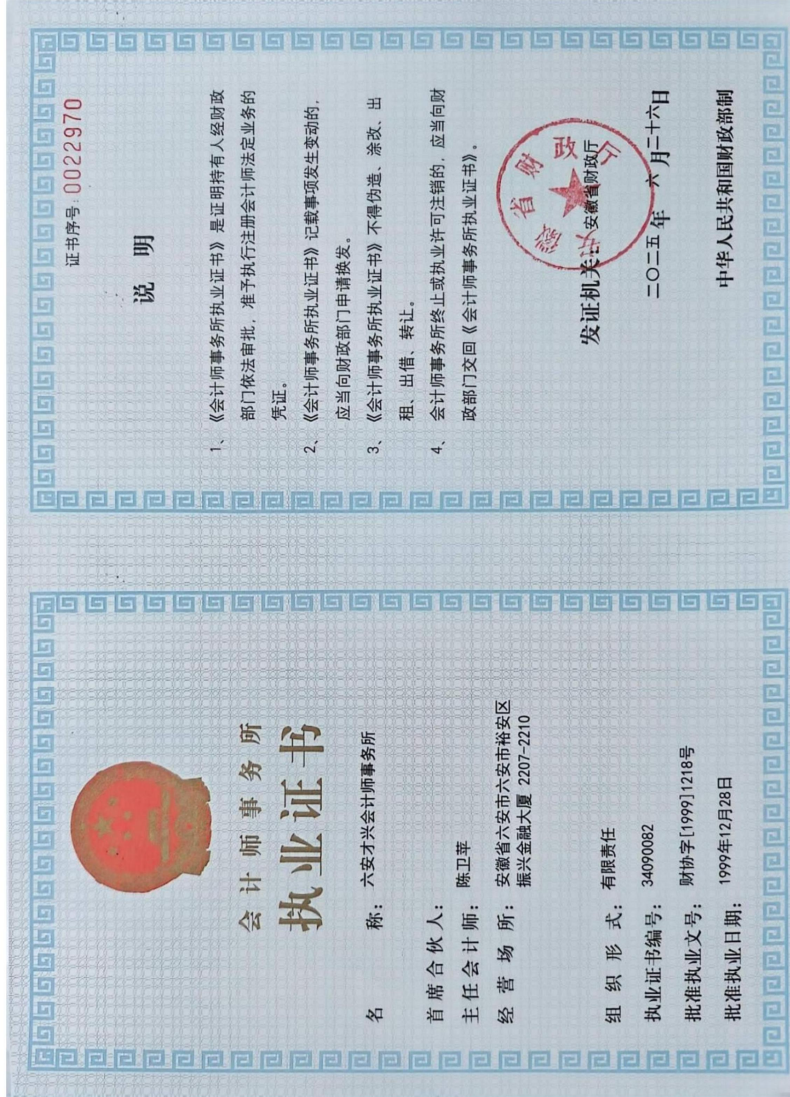 会计师事务所
执业证书
名称：六安才兴会计师事务所
首席合伙人：
主任会计师：陈卫苹
经营场所：安徽省六安市六安市裕安区
振兴金融大厦 2207-2210
组织形式：有限责任
执业证书编号：34090082
批准执业文号：财协字[1999]1218号
批准执业日期：1999年12月28日
证书序号：0022970
说明
1、《会计师事务所执业证书》是证明持有人经财政
部门依法审批，准予执行注册会计师法定业务的
凭证。
2、《会计师事务所执业证书》记载事项发生变动的，
应当向财政部门申请换发。
3、《会计师事务所执业证书》不得伪造、涂改、出
租、出借、转让。
4、会计师事务所终止或执业许可注销的，应当向财
政部门交回《会计师事务所执业证书》。
发证机关：安徽省财政厅
二〇二五年六月二十六日
中华人民共和国财政部制
徽省财政厅